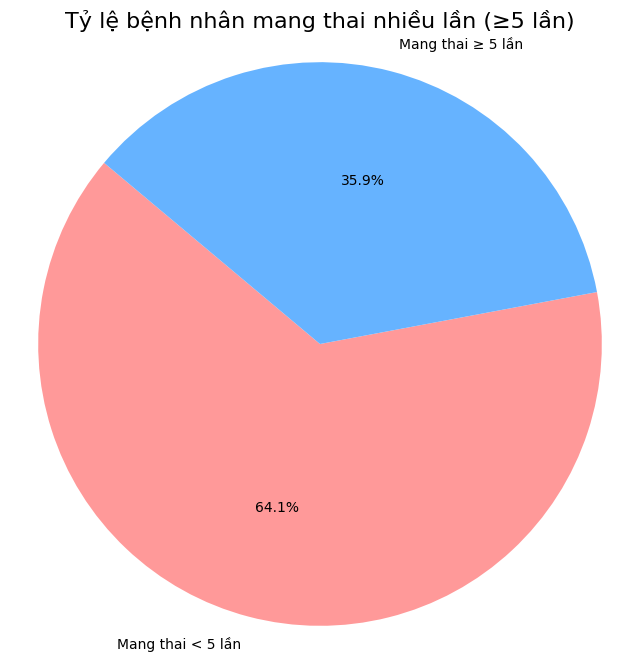 Tỷ lệ bệnh nhân mang thai nhiều lần (≥5 lần)
Mang thai ≥ 5 lần
35.9%
64.1%
Mang thai < 5 lần